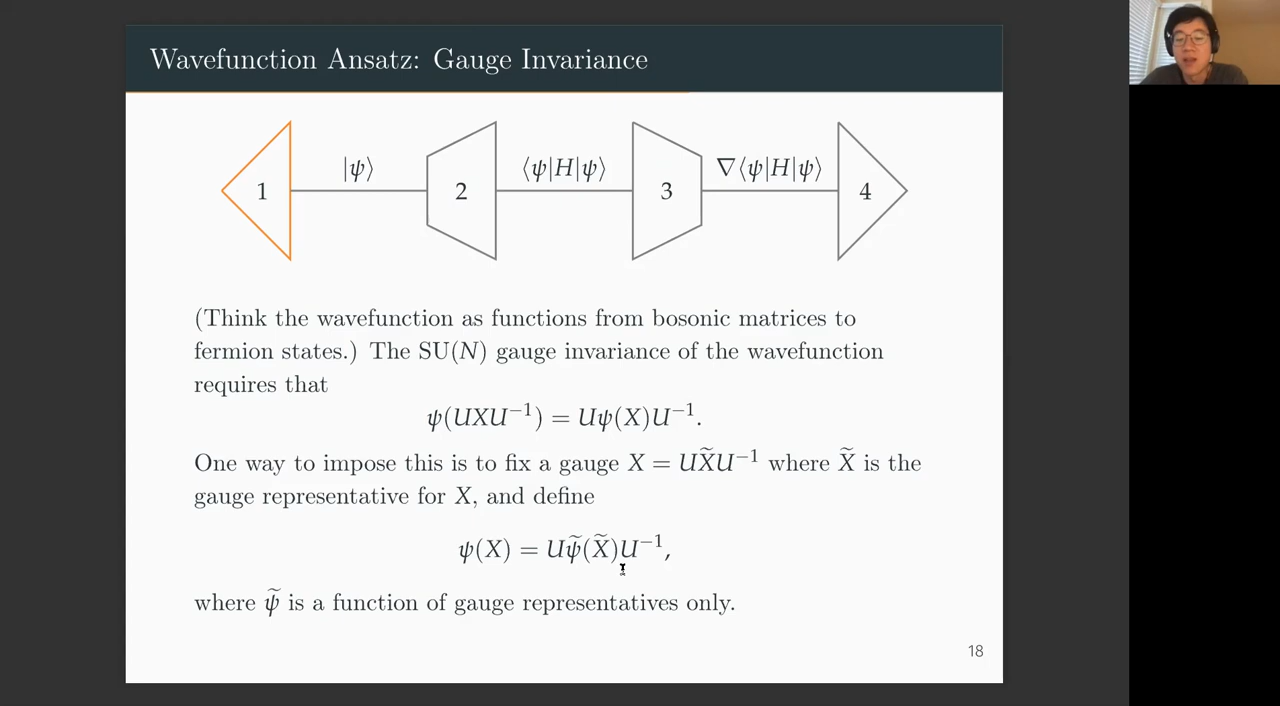 Wavefunction Ansatz: Gauge Invariance
1 |ψ⟩ 2 ⟨ψ|H|ψ⟩ 3 ∇⟨ψ|H|ψ⟩ 4
(Think the wavefunction as functions from bosonic matrices to
fermion states.) The SU(N) gauge invariance of the wavefunction
requires that
ψ(UXU⁻¹) = Uψ(X)U⁻¹.
One way to impose this is to fix a gauge X = UX̃U⁻¹ where X̃ is the
gauge representative for X, and define
ψ(X) = Uψ̃(X̃)U⁻¹,
where ψ̃ is a function of gauge representatives only.
18